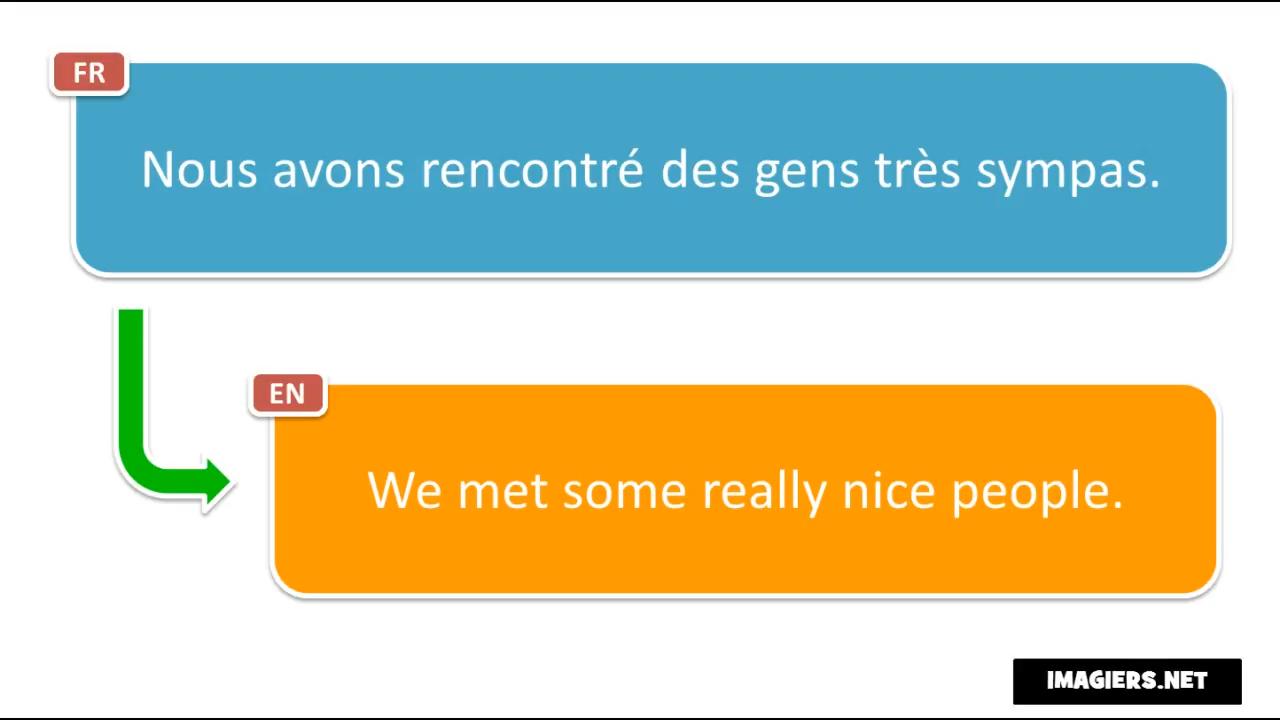 FR
Nous avons rencontré des gens très sympas.
EN
We met some really nice people.
IMAGIERS.NET